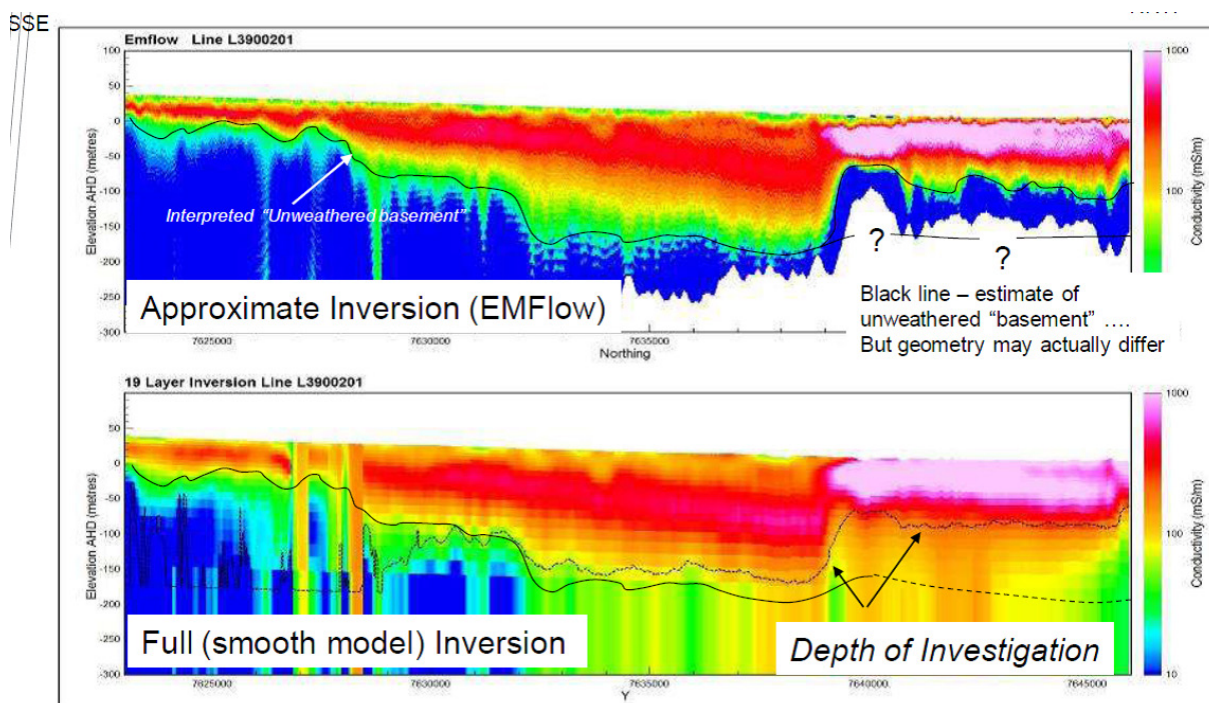 SSE
Emflow Line L3900201
100
50
0
-50
-100
-150
-200
-250
-300
Elevation AHD (metres)
Interpreted “Unweathered basement”
Approximate Inversion (EMFlow)
? ?
Black line – estimate of
unweathered “basement” ....
But geometry may actually differ
7625000 7630000 7635000
Northing
1000
100
Conductivity (mS/m)
19 Layer Inversion Line L3900201
50
0
-50
-100
-150
-200
-250
-300
Elevation AHD (metres)
Full (smooth model) Inversion
Depth of Investigation
7625000 7630000 7635000 7640000 7645000
Y
1000
100
10
Conductivity (mS/m)